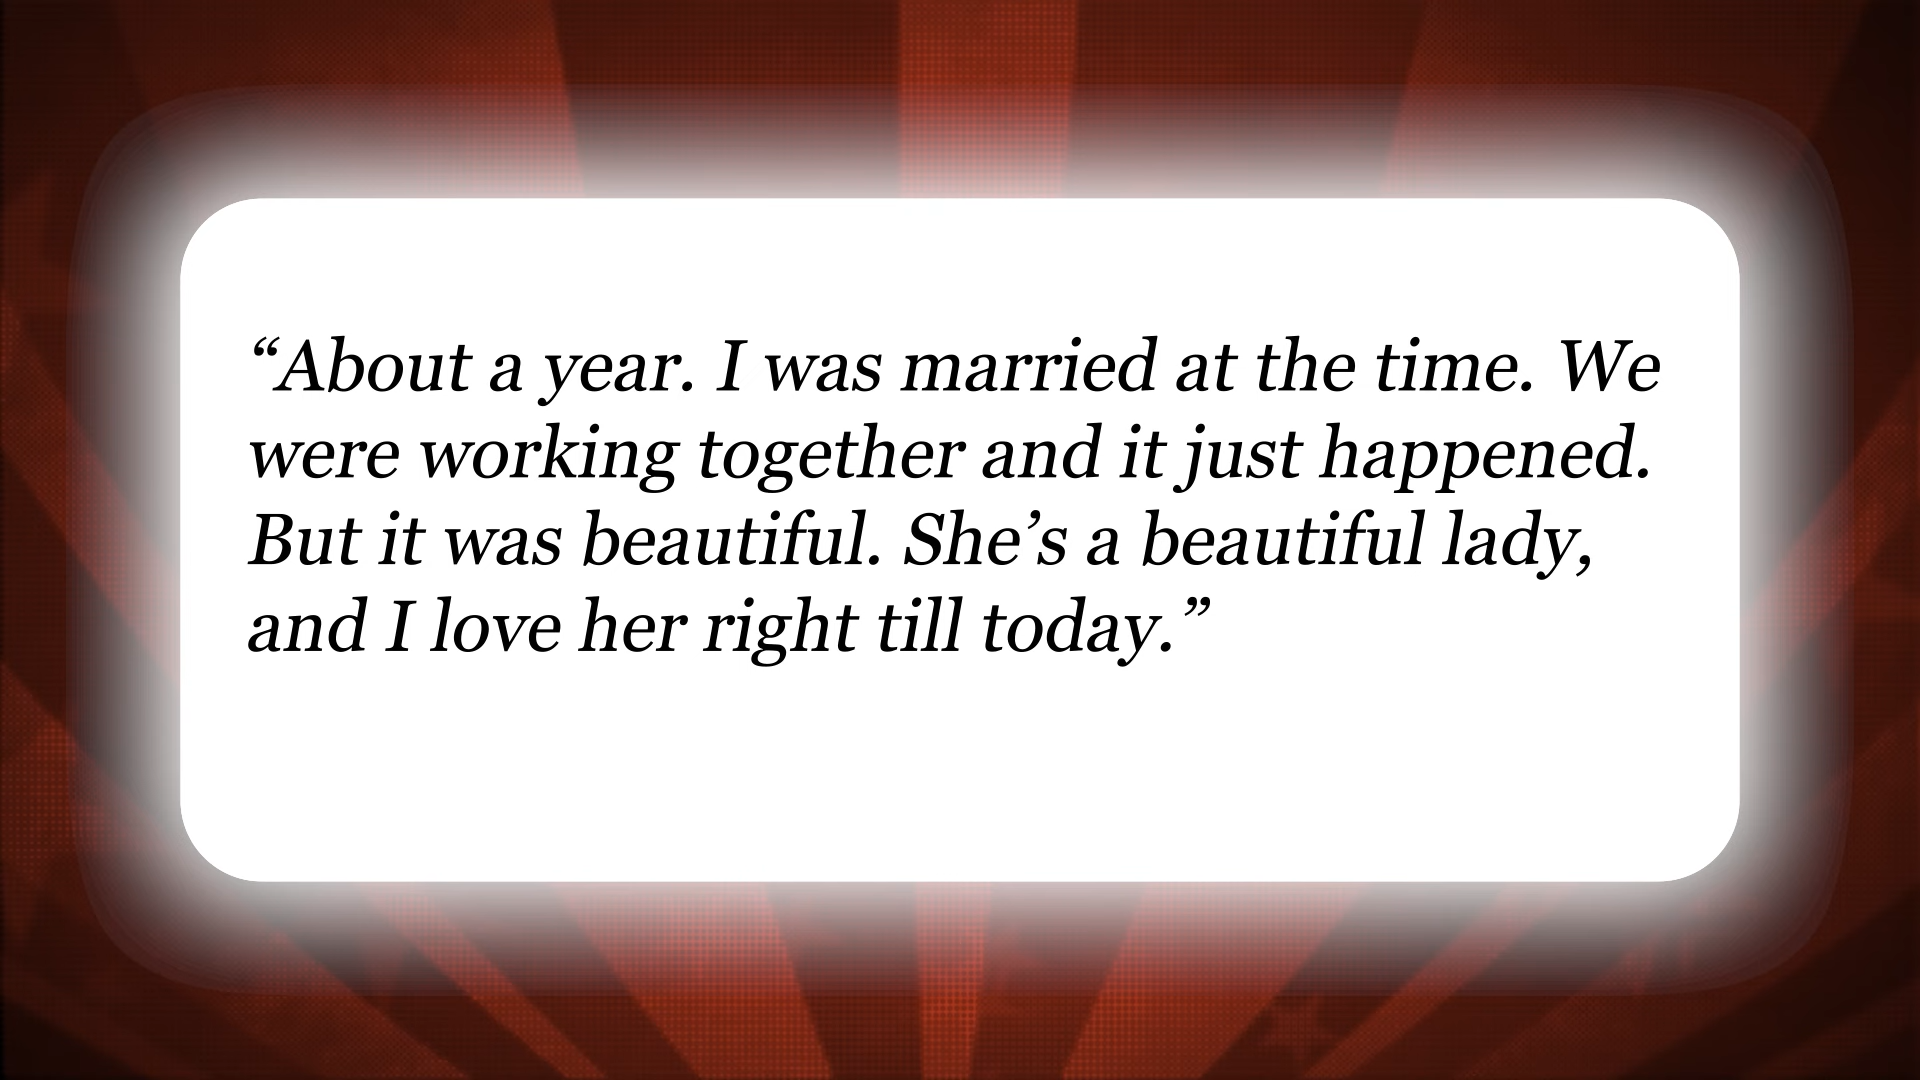 “About a year. I was married at the time. We
were working together and it just happened.
But it was beautiful. She’s a beautiful lady,
and I love her right till today.”